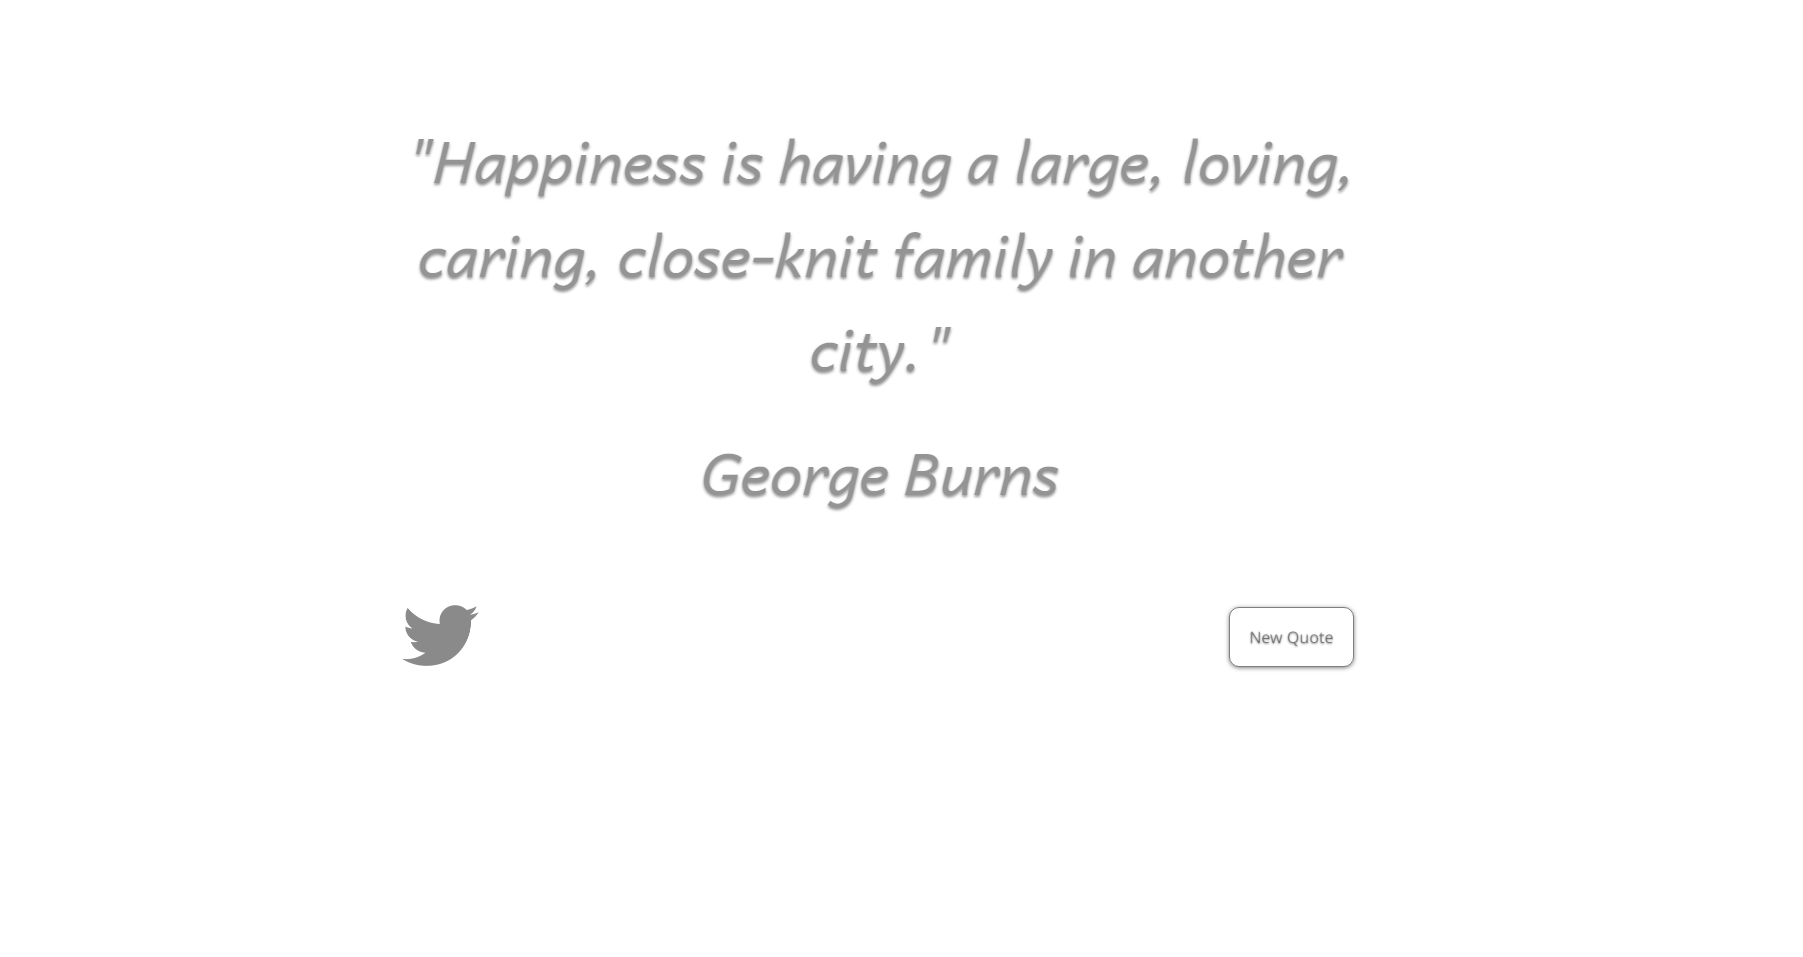 "Happiness is having a large, loving,
caring, close-knit family in another
city. "
George Burns
New Quote